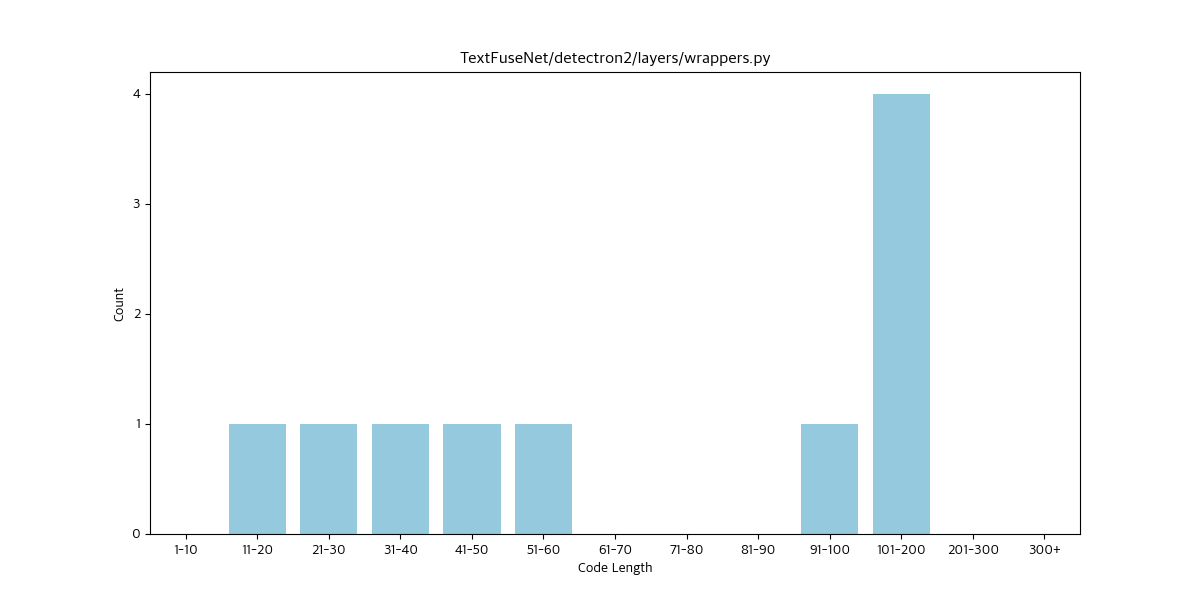 TextFuseNet/detectron2/layers/wrappers.py
4
3
2
1
0
Count
1-10 11-20 21-30 31-40 41-50 51-60 61-70 71-80 81-90 91-100 101-200 201-300 300+
Code Length